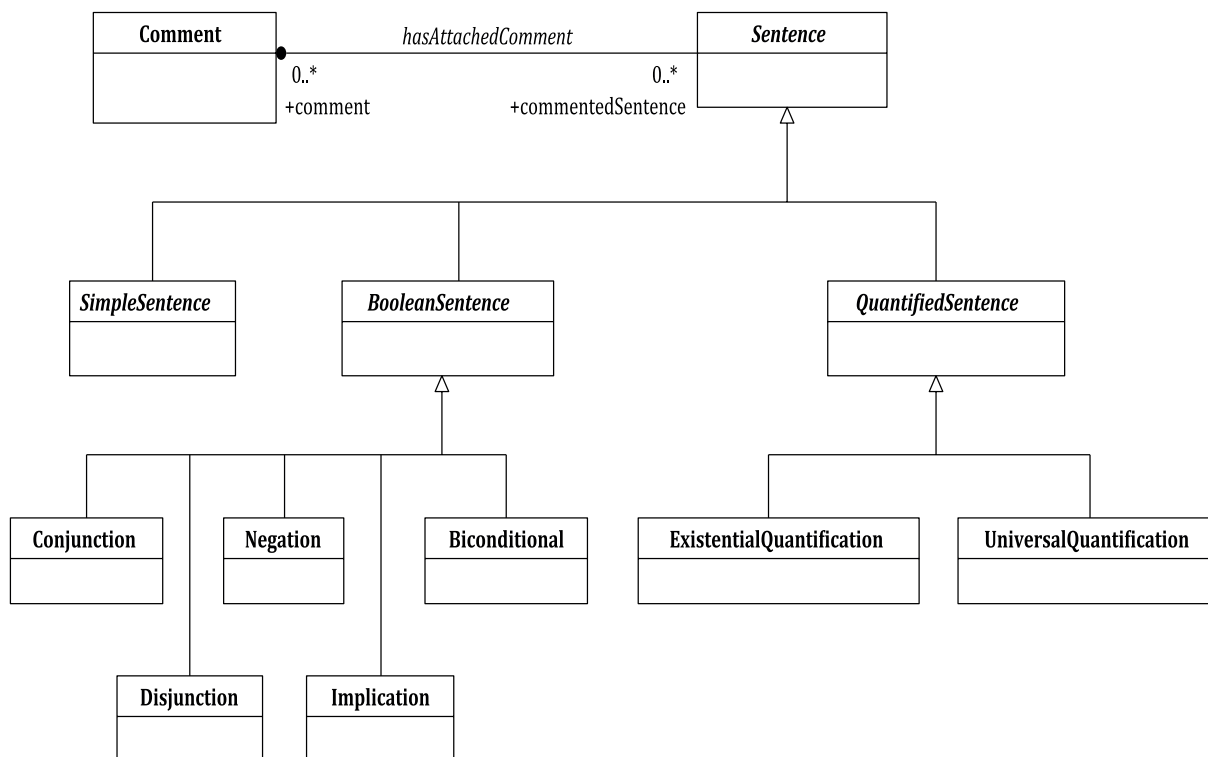 Comment
hasAttachedComment
Sentence
0..*
0..*
+comment
+commentedSentence
SimpleSentence
BooleanSentence
QuantifiedSentence
Conjunction
Negation
Biconditional
ExistentialQuantification
UniversalQuantification
Disjunction
Implication